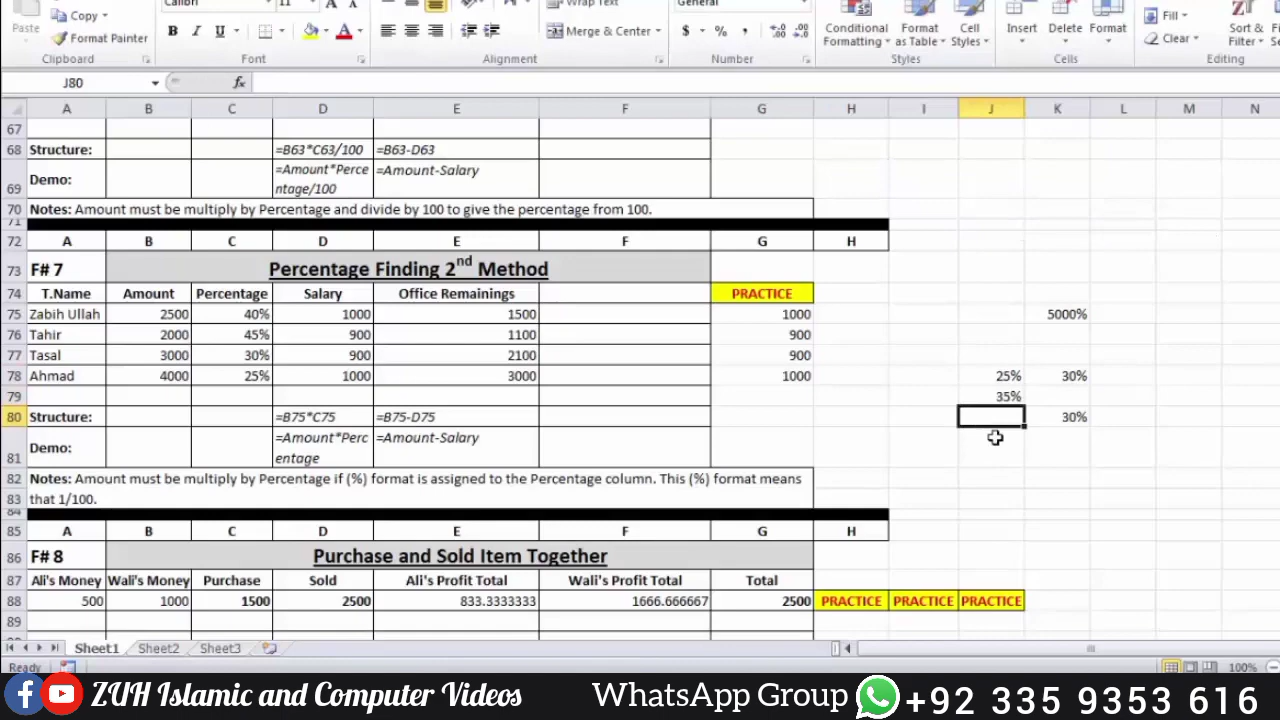 Calibri 11 Wrap Text General
Paste Copy Format Painter B I U Merge & Center $ % Conditional Formatting Format as Table Cell Styles Insert Delete Format Fill Clear Sort & Filter
Clipboard Font Alignment Number Styles Cells Editing
J80 fx
A B C D E F G H I J K L M N
67
68 Structure: =B63*C63/100 =B63-D63
69 Demo: =Amount*Perce =Amount-Salary
ntage/100
70 Notes: Amount must be multiply by Percentage and divide by 100 to give the percentage from 100.
71
72 A B C D E F G H
73 F# 7 Percentage Finding 2nd Method
74 T.Name Amount Percentage Salary Office Remainings PRACTICE
75 Zabih Ullah 2500 40% 1000 1500 1000 5000%
76 Tahir 2000 45% 900 1100 900
77 Tasal 3000 30% 900 2100 900
78 Ahmad 4000 25% 1000 3000 1000 25% 30%
79 35%
80 Structure: =B75*C75 =B75-D75 30%
81 Demo: =Amount*Perc =Amount-Salary
entage
82 Notes: Amount must be multiply by Percentage if (%) format is assigned to the Percentage column. This (%) format means
83 that 1/100.
84
85 A B C D E F G H
86 F# 8 Purchase and Sold Item Together
87 Ali's Money Wali's Money Purchase Sold Ali's Profit Total Wali's Profit Total Total
88 500 1000 1500 2500 833.3333333 1666.666667 2500 PRACTICE PRACTICE PRACTICE
89
Sheet1 Sheet2 Sheet3
Ready 100%
ZUH Islamic and Computer Videos WhatsApp Group +92 335 9353 616